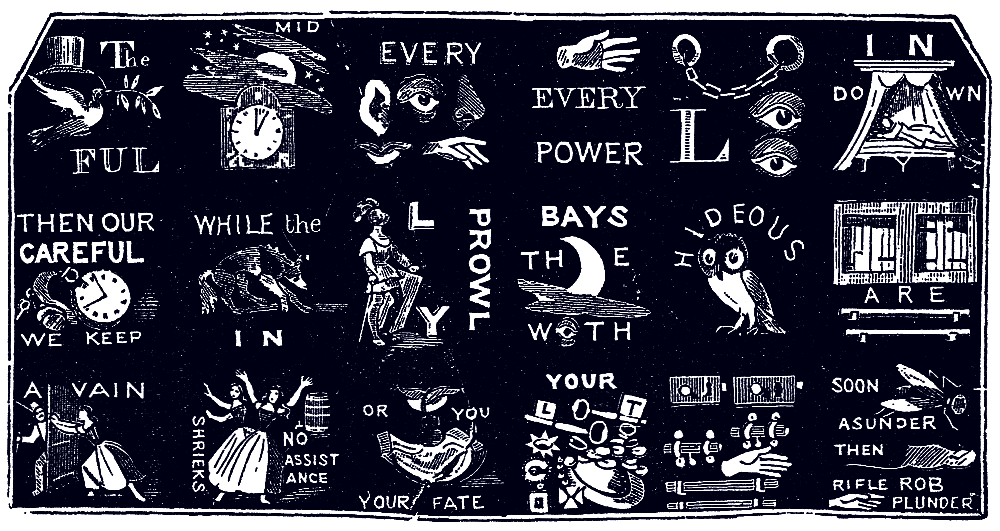 The
FUL
MID
EVERY
EVERY
POWER
L
IN
DO WN
THEN OUR
CAREFUL
WE KEEP
WHILE the
IN
L
Y
PROWL
BAYS
TH E
W TH
HIDEOUS
ARE
A VAIN
SHRIEKS
NO
ASSIST
ANCE
OR YOU
YOUR FATE
YOUR
L O T
SOON
ASUNDER
THEN
RIFLE ROB
PLUNDER